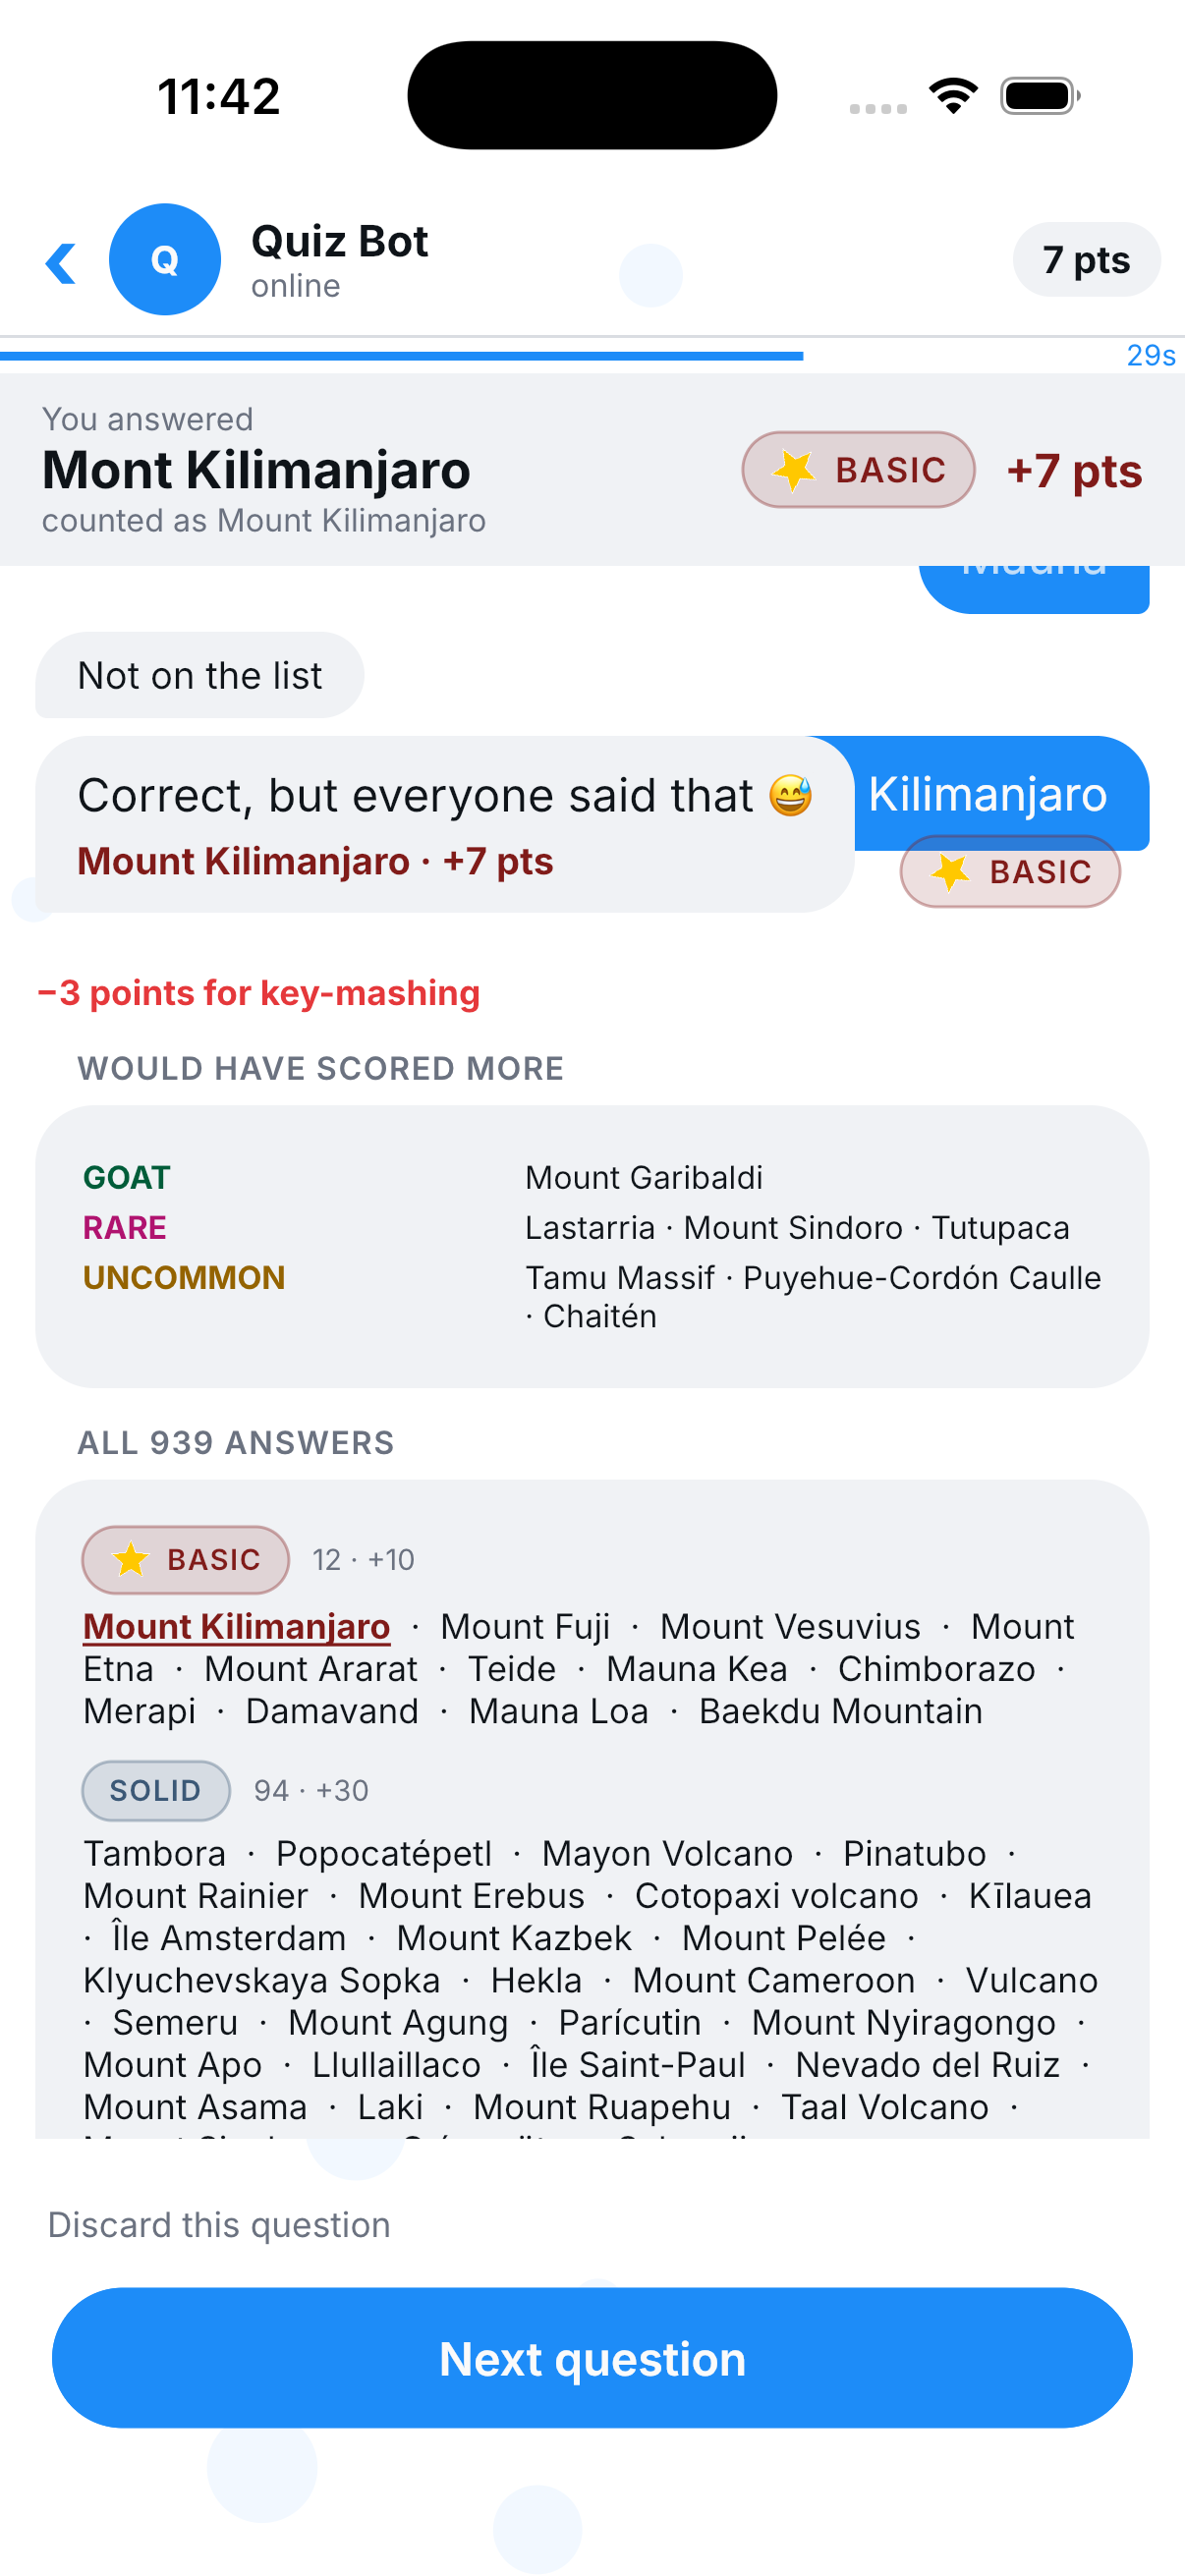 11:42
Q
Quiz Bot
online
7 pts
29s
You answered
Mont Kilimanjaro
counted as Mount Kilimanjaro
BASIC
+7 pts
Not on the list
Kilimanjaro
BASIC
Correct, but everyone said that 😅
Mount Kilimanjaro · +7 pts
−3 points for key-mashing
WOULD HAVE SCORED MORE
GOAT Mount Garibaldi
RARE Lastarria · Mount Sindoro · Tutupaca
UNCOMMON Tamu Massif · Puyehue-Cordón Caulle
· Chaitén
ALL 939 ANSWERS
BASIC 12 · +10
Mount Kilimanjaro · Mount Fuji · Mount Vesuvius · Mount
Etna · Mount Ararat · Teide · Mauna Kea · Chimborazo ·
Merapi · Damavand · Mauna Loa · Baekdu Mountain
SOLID 94 · +30
Tambora · Popocatépetl · Mayon Volcano · Pinatubo ·
Mount Rainier · Mount Erebus · Cotopaxi volcano · Kīlauea
· Île Amsterdam · Mount Kazbek · Mount Pelée ·
Klyuchevskaya Sopka · Hekla · Mount Cameroon · Vulcano
· Semeru · Mount Agung · Parícutin · Mount Nyiragongo ·
Mount Apo · Llullaillaco · Île Saint-Paul · Nevado del Ruiz ·
Mount Asama · Laki · Mount Ruapehu · Taal Volcano ·
Discard this question
Next question